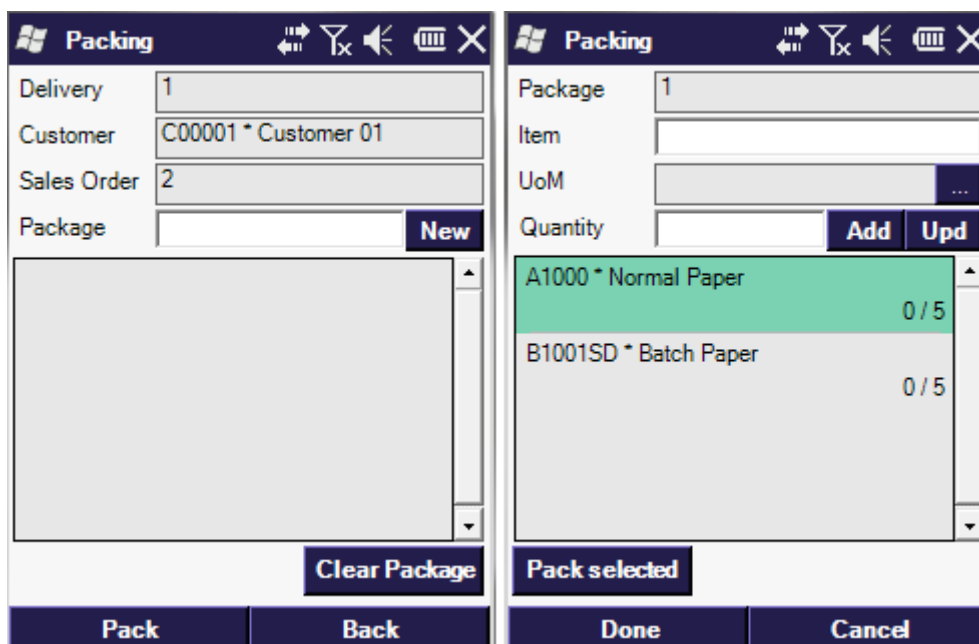 Packing
Delivery 1
Customer C00001 * Customer 01
Sales Order 2
Package New
Clear Package
Pack Back
Packing
Package 1
Item
UoM ...
Quantity Add Upd
A1000 * Normal Paper
0 / 5
B1001SD * Batch Paper
0 / 5
Pack selected
Done Cancel